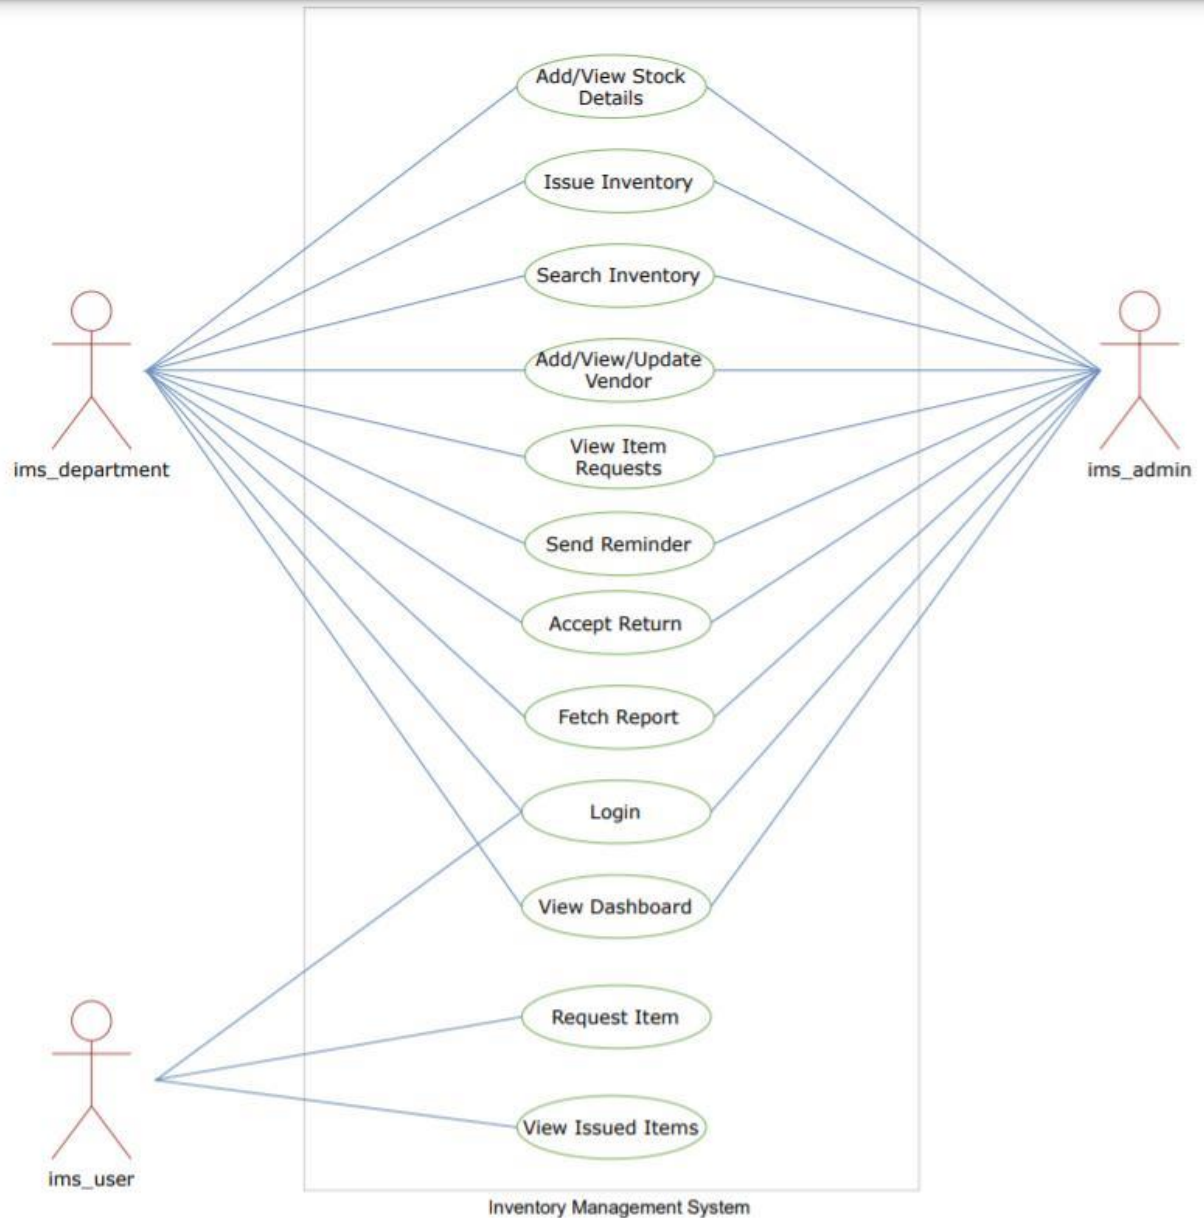 Add/View Stock
Details
Issue Inventory
Search Inventory
Add/View/Update
Vendor
View Item
Requests
ims_department
ims_admin
Send Reminder
Accept Return
Fetch Report
Login
View Dashboard
Request Item
View Issued Items
ims_user
Inventory Management System